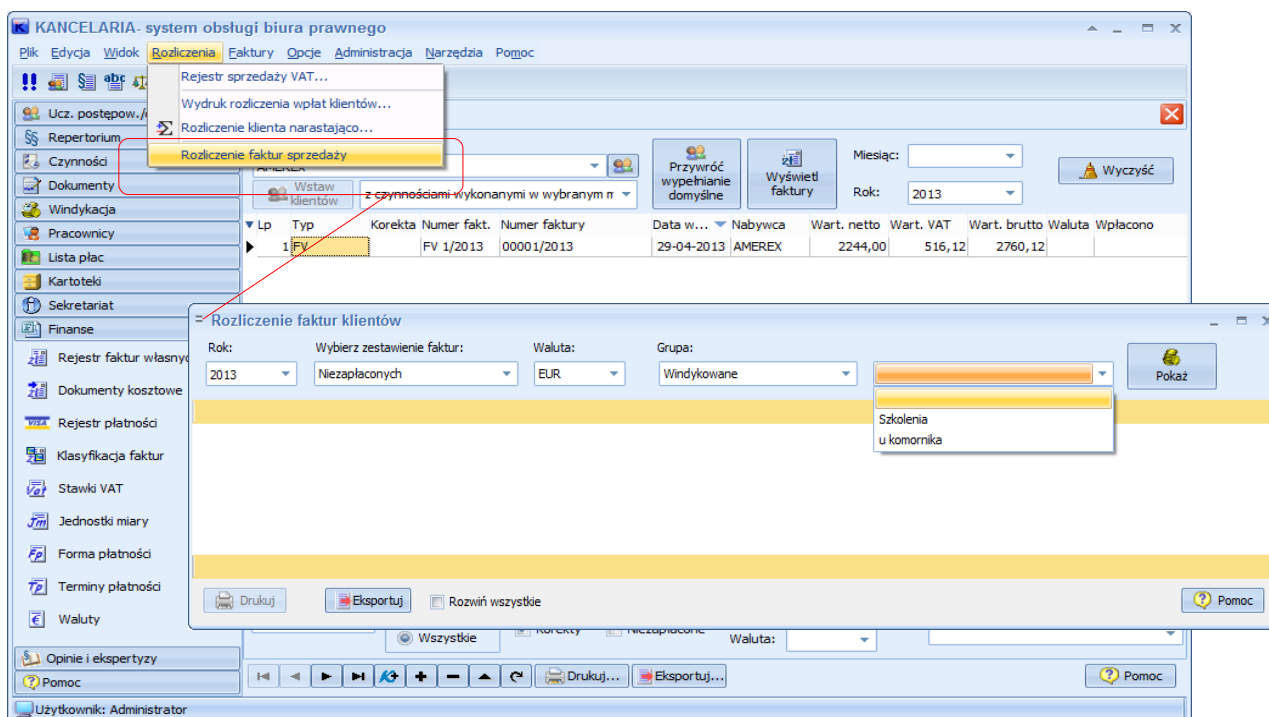 KANCELARIA- system obsługi biura prawnego
Plik Edycja Widok Rozliczenia Faktury Opcje Administracja Narzędzia Pomoc
abc
Rejestr sprzedaży VAT...
Wydruk rozliczenia wpłat klientów...
Rozliczenie klienta narastająco...
Rozliczenie faktur sprzedaży
Ucz. postępow./
Repertorium
Czynności
Dokumenty
Windykacja
Pracownicy
Lista płac
Kartoteki
Sekretariat
Finanse
Rejestr faktur własnyc
Dokumenty kosztowe
Rejestr płatności
Klasyfikacja faktur
Stawki VAT
Jednostki miary
Forma płatności
Terminy płatności
Waluty
Opinie i ekspertyzy
Pomoc
AMEREX
Wstaw klientów
z czynnościami wykonanymi w wybranym m
Przywróć wypełnianie domyślne
Wyświetl faktury
Miesiąc:
Rok: 2013
Wyczyść
Lp Typ Korekta Numer fakt. Numer faktury Data w... Nabywca Wart. netto Wart. VAT Wart. brutto Waluta Wpłacono
1 FV FV 1/2013 00001/2013 29-04-2013 AMEREX 2244,00 516,12 2760,12
Rozliczenie faktur klientów
Rok: Wybierz zestawienie faktur: Waluta: Grupa:
2013 Niezapłaconych EUR Windykowane
Pokaż
Szkolenia
u komornika
Drukuj Eksportuj Rozwiń wszystkie Pomoc
Wszystkie Korekty Niezapłacone Waluta:
Drukuj... Eksportuj... Pomoc
Użytkownik: Administrator